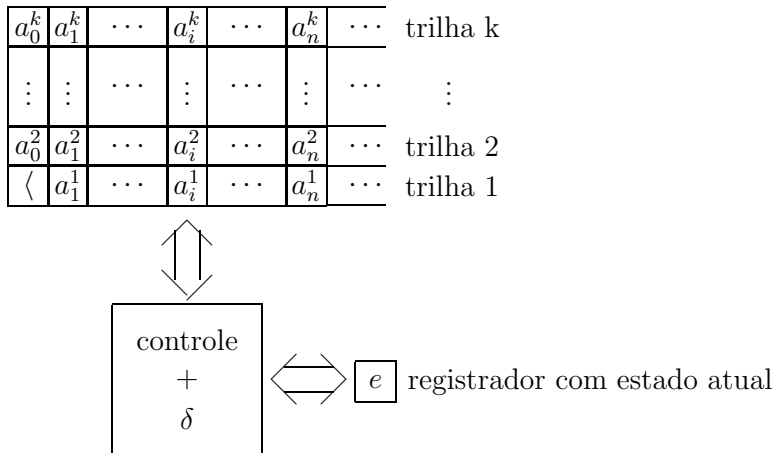 a_0^k a_1^k ⋯ a_i^k ⋯ a_n^k ⋯ trilha k
⋮ ⋮ ⋯ ⋮ ⋯ ⋮ ⋯ ⋮
a_0^2 a_1^2 ⋯ a_i^2 ⋯ a_n^2 ⋯ trilha 2
⟨ a_1^1 ⋯ a_i^1 ⋯ a_n^1 ⋯ trilha 1
controle
+
δ
e registrador com estado atual